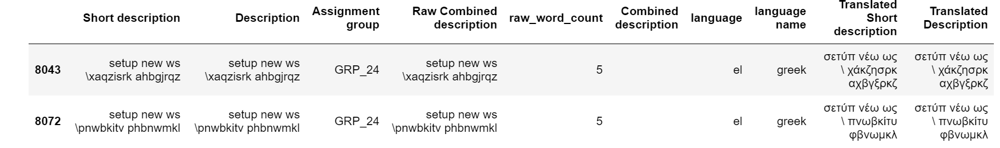 Short description Description Assignment group Raw Combined description raw_word_count Combined description language language name Translated Short description Translated Description
8043 setup new ws \xaqzisrk ahbgjrqz setup new ws \xaqzisrk ahbgjrqz GRP_24 setup new ws \xaqzisrk ahbgjrqz 5 el greek σετύπ νέω ως \ χάκζησρκ αχβγξρκζ σετύπ νέω ως \ χάκζησρκ αχβγξρκζ
8072 setup new ws \pnwbkitv phbnwmkl setup new ws \pnwbkitv phbnwmkl GRP_24 setup new ws \pnwbkitv phbnwmkl 5 el greek σετύπ νέω ως \ πνωβκίτυ φβνωμκλ σετύπ νέω ως \ πνωβκίτυ φβνωμκλ